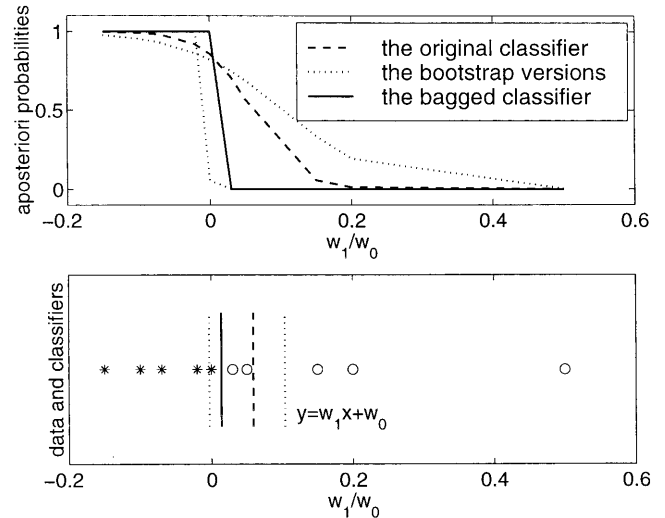 aposteriori probabilities
1
0.5
0
the original classifier
the bootstrap versions
the bagged classifier
−0.2 0 0.2 0.4 0.6
w₁/w₀
data and classifiers
y=w₁x+w₀
−0.2 0 0.2 0.4 0.6
w₁/w₀